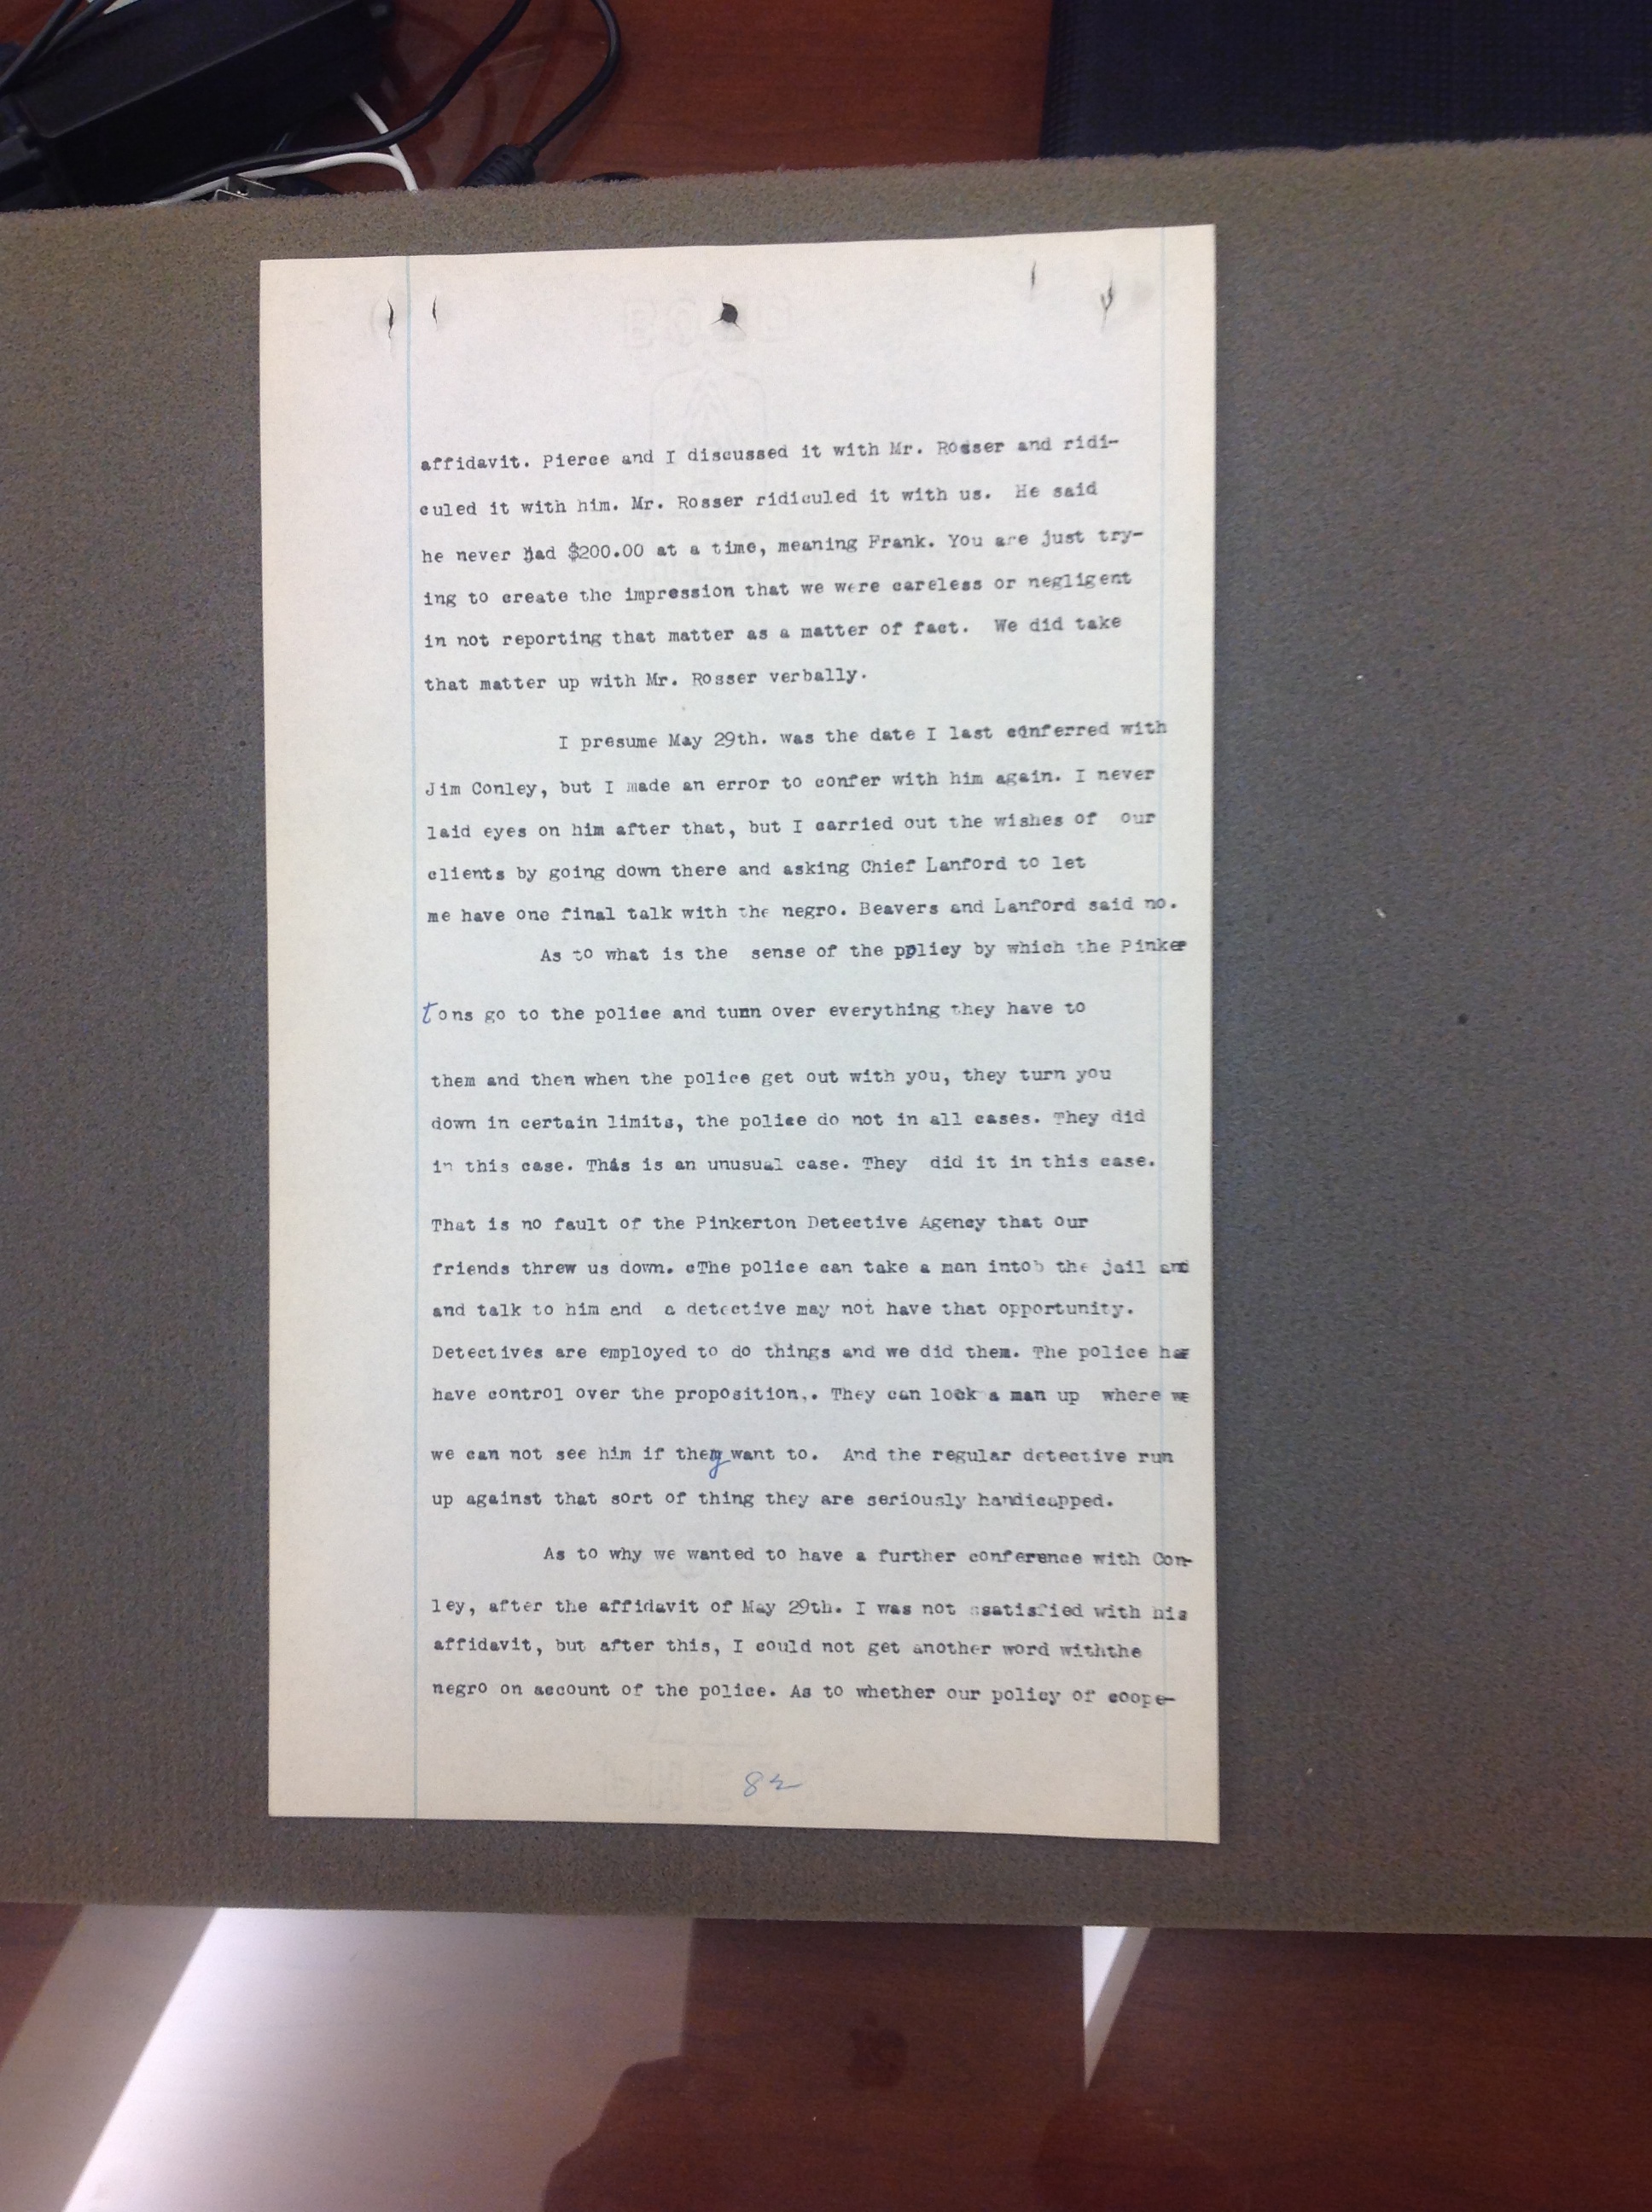 affidavit. Pierce and I discussed it with Mr. Rosser and ridi-
culed it with him. Mr. Rosser ridiculed it with us.  He said
he never had $200.00 at a time, meaning Frank. You are just try-
ing to create the impression that we were careless or negligent
in not reporting that matter as a matter of fact.  We did take
that matter up with Mr. Rosser verbally.
I presume May 29th. was the date I last conferred with
Jim Conley, but I made an error to confer with him again. I never
laid eyes on him after that, but I carried out the wishes of  our
clients by going down there and asking Chief Lanford to let
me have one final talk with the negro. Beavers and Lanford said no.
As to what is the  sense of the policy by which the Pinker
tons go to the police and turn over everything they have to
them and then when the police get out with you, they turn you
down in certain limits, the police do not in all cases. They did
in this case. This is an unusual case. They  did it in this case.
That is no fault of the Pinkerton Detective Agency that our
friends threw us down. cThe police can take a man intob the jail and
and talk to him and  a detective may not have that opportunity.
Detectives are employed to do things and we did them. The police ha
have control over the proposition,. They can lock a man up  where we
we can not see him if they want to.  And the regular detective run
up against that sort of thing they are seriously handicapped.
As to why we wanted to have a further conference with Con-
ley, after the affidavit of May 29th. I was not ssatisfied with his
affidavit, but after this, I could not get another word withthe
negro on account of the police. As to whether our policy of coope-
82